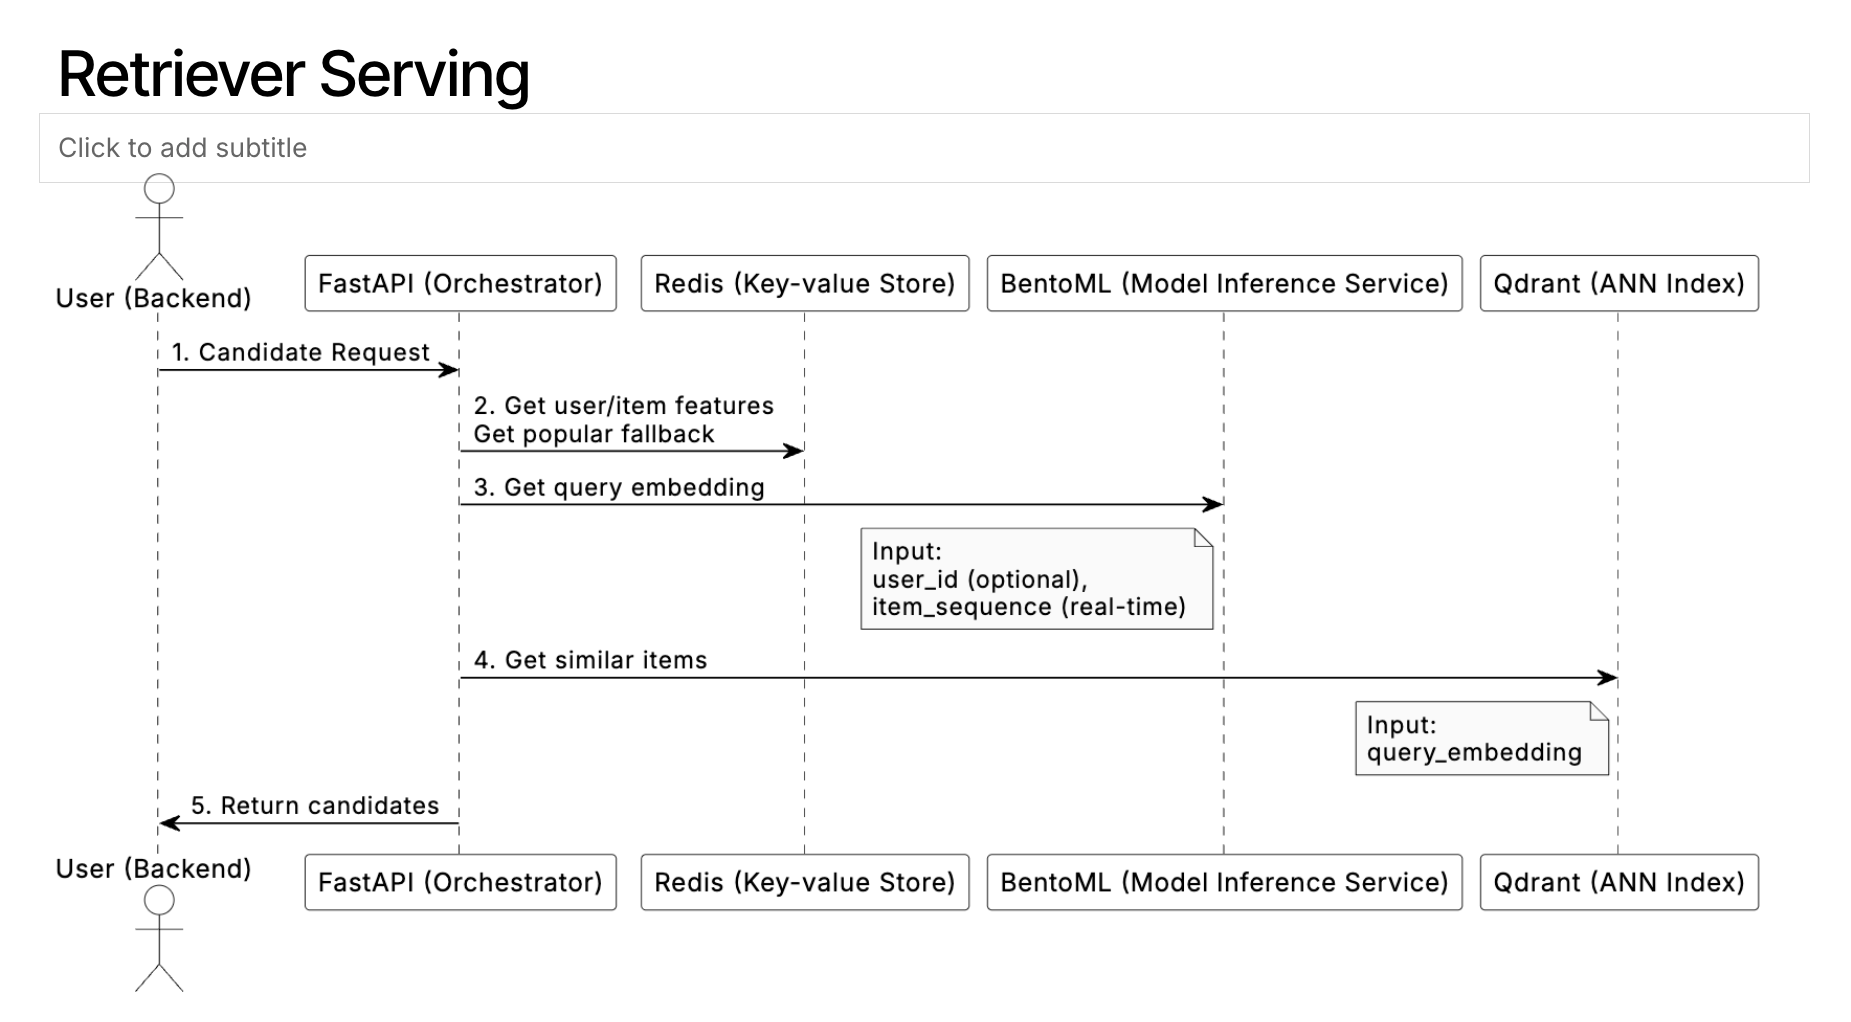 Retriever Serving
Click to add subtitle
User (Backend)
FastAPI (Orchestrator)
Redis (Key-value Store)
BentoML (Model Inference Service)
Qdrant (ANN Index)
1. Candidate Request
2. Get user/item features
Get popular fallback
3. Get query embedding
Input:
user_id (optional),
item_sequence (real-time)
4. Get similar items
Input:
query_embedding
5. Return candidates
User (Backend)
FastAPI (Orchestrator)
Redis (Key-value Store)
BentoML (Model Inference Service)
Qdrant (ANN Index)